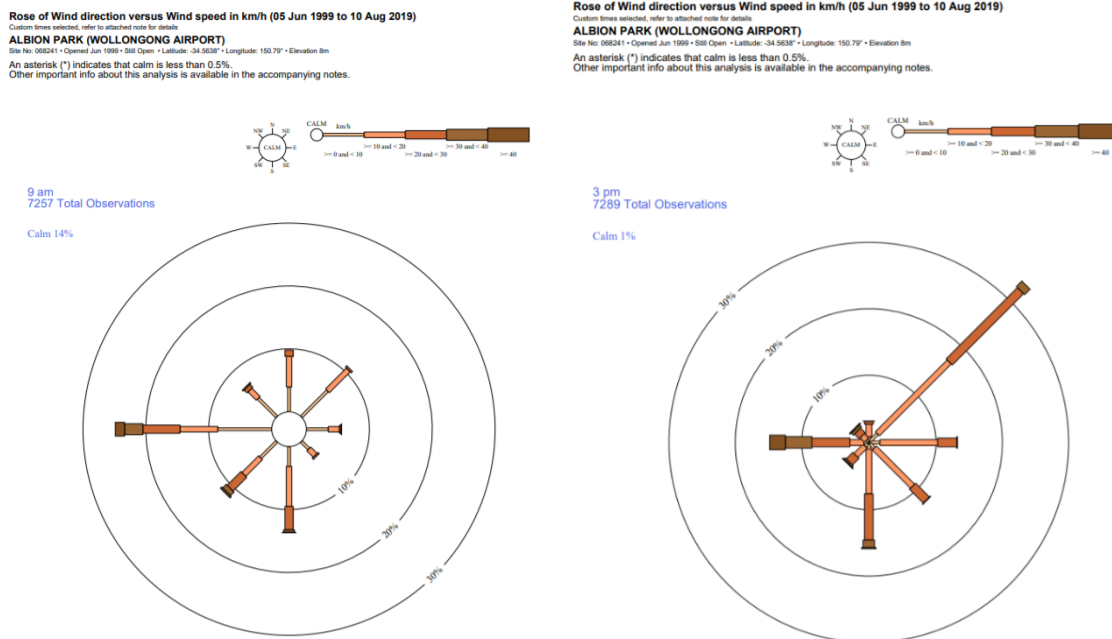 Rose of Wind direction versus Wind speed in km/h (05 Jun 1999 to 10 Aug 2019)
Custom times selected, refer to attached note for details
ALBION PARK (WOLLONGONG AIRPORT)
Site No: 068241 • Opened Jun 1999 • Still Open • Latitude: -34.5638° • Longitude: 150.79° • Elevation 8m
An asterisk (*) indicates that calm is less than 0.5%.
Other important info about this analysis is available in the accompanying notes.
N
NW NE
W CALM E
SW SE
S
CALM km/h
>= 10 and < 20 >= 30 and < 40
>= 0 and < 10 >= 20 and < 30 >= 40
9 am
7257 Total Observations
Calm 14%
10%
20%
30%
Rose of Wind direction versus Wind speed in km/h (05 Jun 1999 to 10 Aug 2019)
Custom times selected, refer to attached note for details
ALBION PARK (WOLLONGONG AIRPORT)
Site No: 068241 • Opened Jun 1999 • Still Open • Latitude: -34.5638° • Longitude: 150.79° • Elevation 8m
An asterisk (*) indicates that calm is less than 0.5%.
Other important info about this analysis is available in the accompanying notes.
N
NW NE
W CALM E
SW SE
S
CALM km/h
>= 10 and < 20 >= 30 and < 40
>= 0 and < 10 >= 20 and < 30 >= 40
3 pm
7289 Total Observations
Calm 1%
30%
20%
10%